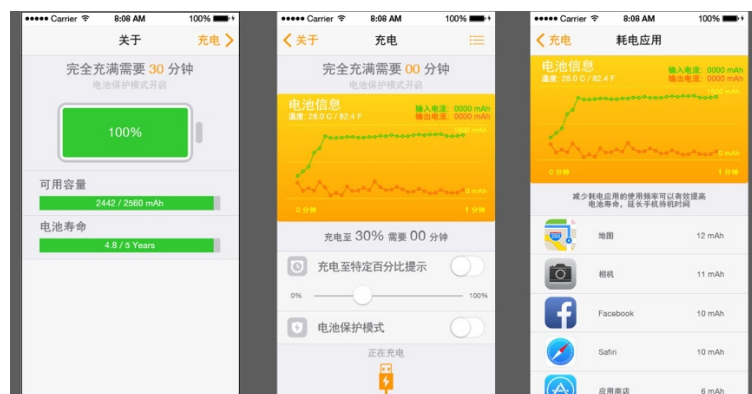 ••••• Carrier 8:08 AM 100%
关于 充电
完全充满需要 30 分钟
电池保护模式开启
100%
可用容量
2442 / 2560 mAh
电池寿命
4.8 / 5 Years
••••• Carrier 8:08 AM 100%
关于 充电
完全充满需要 00 分钟
电池保护模式开启
电池信息
温度: 28.0 C / 82.4 F
输入电流: 0000 mAh
输出电流: 0000 mAh
1500 mAh
0 mAh
0 分钟 1 分钟
充电至 30% 需要 00 分钟
充电至特定百分比提示
0% 100%
电池保护模式
正在充电
••••• Carrier 8:08 AM 100%
充电 耗电应用
电池信息
温度: 28.0 C / 82.4 F
输入电流: 0000 mAh
输出电流: 0000 mAh
1500 mAh
0 mAh
0 分钟 1 分钟
减少耗电应用的使用频率可以有效提高
电池寿命，延长手机待机时间
地图 12 mAh
相机 11 mAh
Facebook 10 mAh
Safiri 10 mAh
应用商店 6 mAh